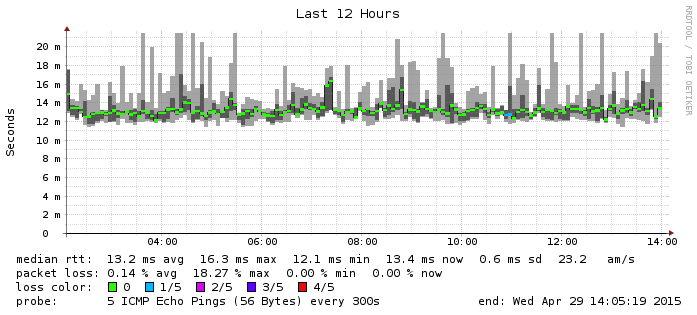 Last 12 Hours
RRDTOOL / TOBI OETIKER
Seconds
20 m
18 m
16 m
14 m
12 m
10 m
8 m
6 m
4 m
2 m
0
04:00 06:00 08:00 10:00 12:00 14:00
median rtt: 13.2 ms avg 16.3 ms max 12.1 ms min 13.4 ms now 0.6 ms sd 23.2 am/s
packet loss: 0.14 % avg 18.27 % max 0.00 % min 0.00 % now
loss color: 0 1/5 2/5 3/5 4/5
probe: 5 ICMP Echo Pings (56 Bytes) every 300s end: Wed Apr 29 14:05:19 2015